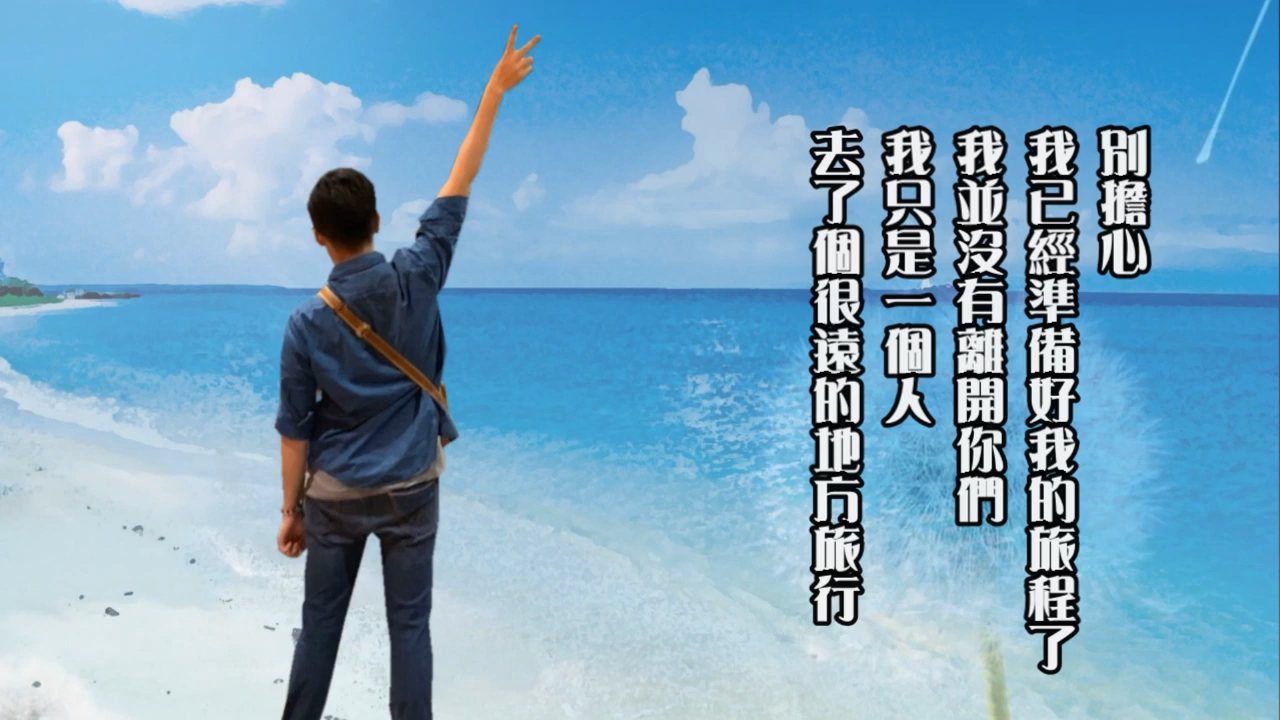 別擔心
我已經準備好我的旅程了
我並沒有離開你們
我只是一個人
去了個很遠的地方旅行